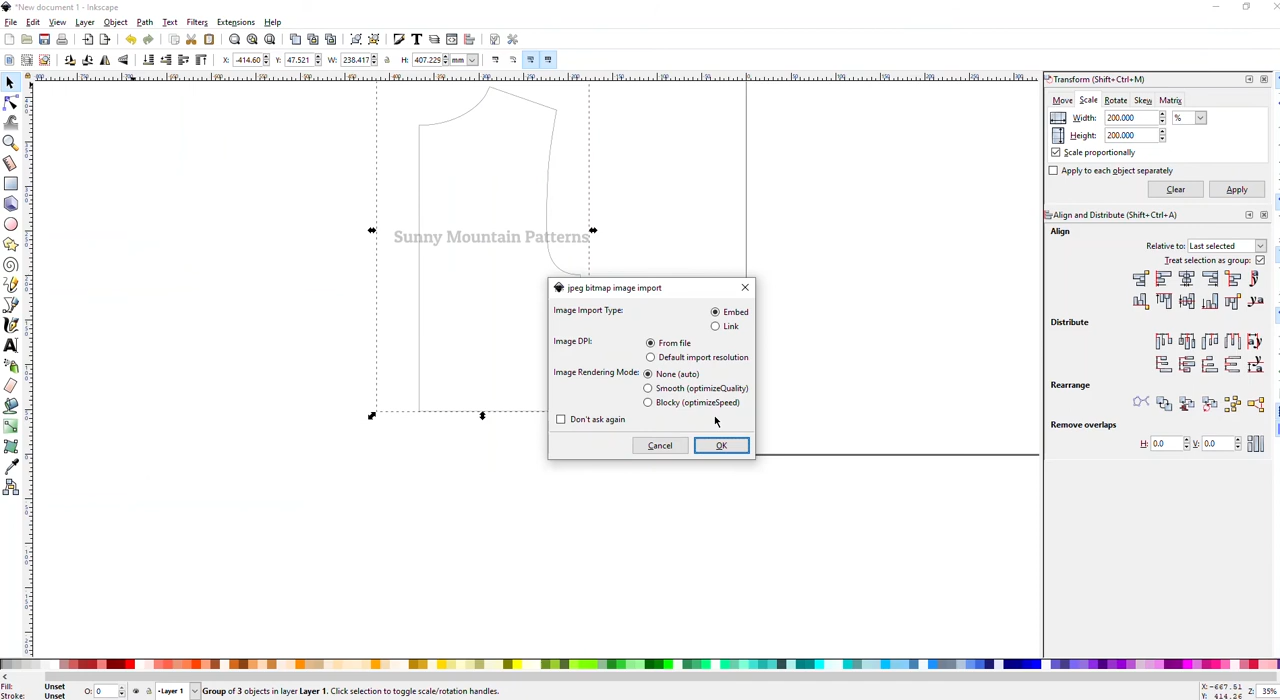 *New document 1 - Inkscape
File Edit View Layer Object Path Text Filters Extensions Help
X: -414.60 Y: 47.521 W: 238.417 H: 407.229 mm
Transform (Shift+Ctrl+M)
Move Scale Rotate Skew Matrix
Width: 200.000 %
Height: 200.000
Scale proportionally
Apply to each object separately
Clear Apply
Align and Distribute (Shift+Ctrl+A)
Align
Relative to: Last selected
Treat selection as group:
Distribute
Rearrange
Remove overlaps
H: 0.0 V: 0.0
Sunny Mountain Patterns
jpeg bitmap image import
Image Import Type: Embed
Link
Image DPI: From file
Default import resolution
Image Rendering Mode: None (auto)
Smooth (optimizeQuality)
Blocky (optimizeSpeed)
Don't ask again
Cancel OK
Fill: Unset
Stroke: Unset
O: 0
Layer 1
Group of 3 objects in layer Layer 1. Click selection to toggle scale/rotation handles.
X: -667.51
Y: 414.26
Z: 35%